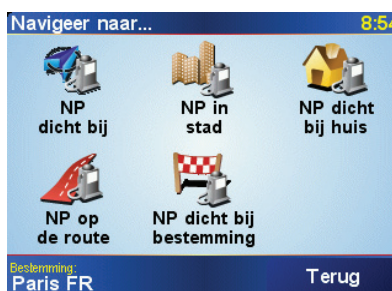 Navigeer naar... 8:54
NP
dicht bij
NP in
stad
NP dicht
bij huis
NP op
de route
NP dicht bij
bestemming
Bestemming:
Paris FR
Terug